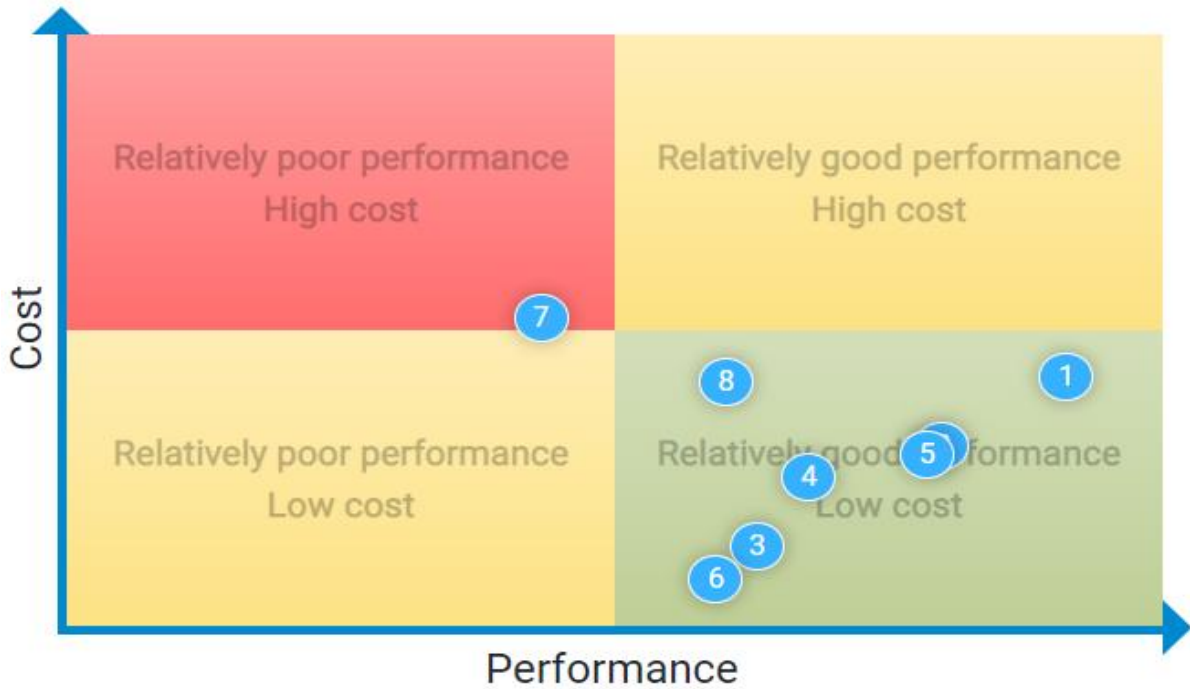 Relatively poor performance
High cost
Relatively good performance
High cost
Cost
7
8
1
Relatively poor performance
Low cost
Relatively good
5
Low cost
4
3
6
Performance